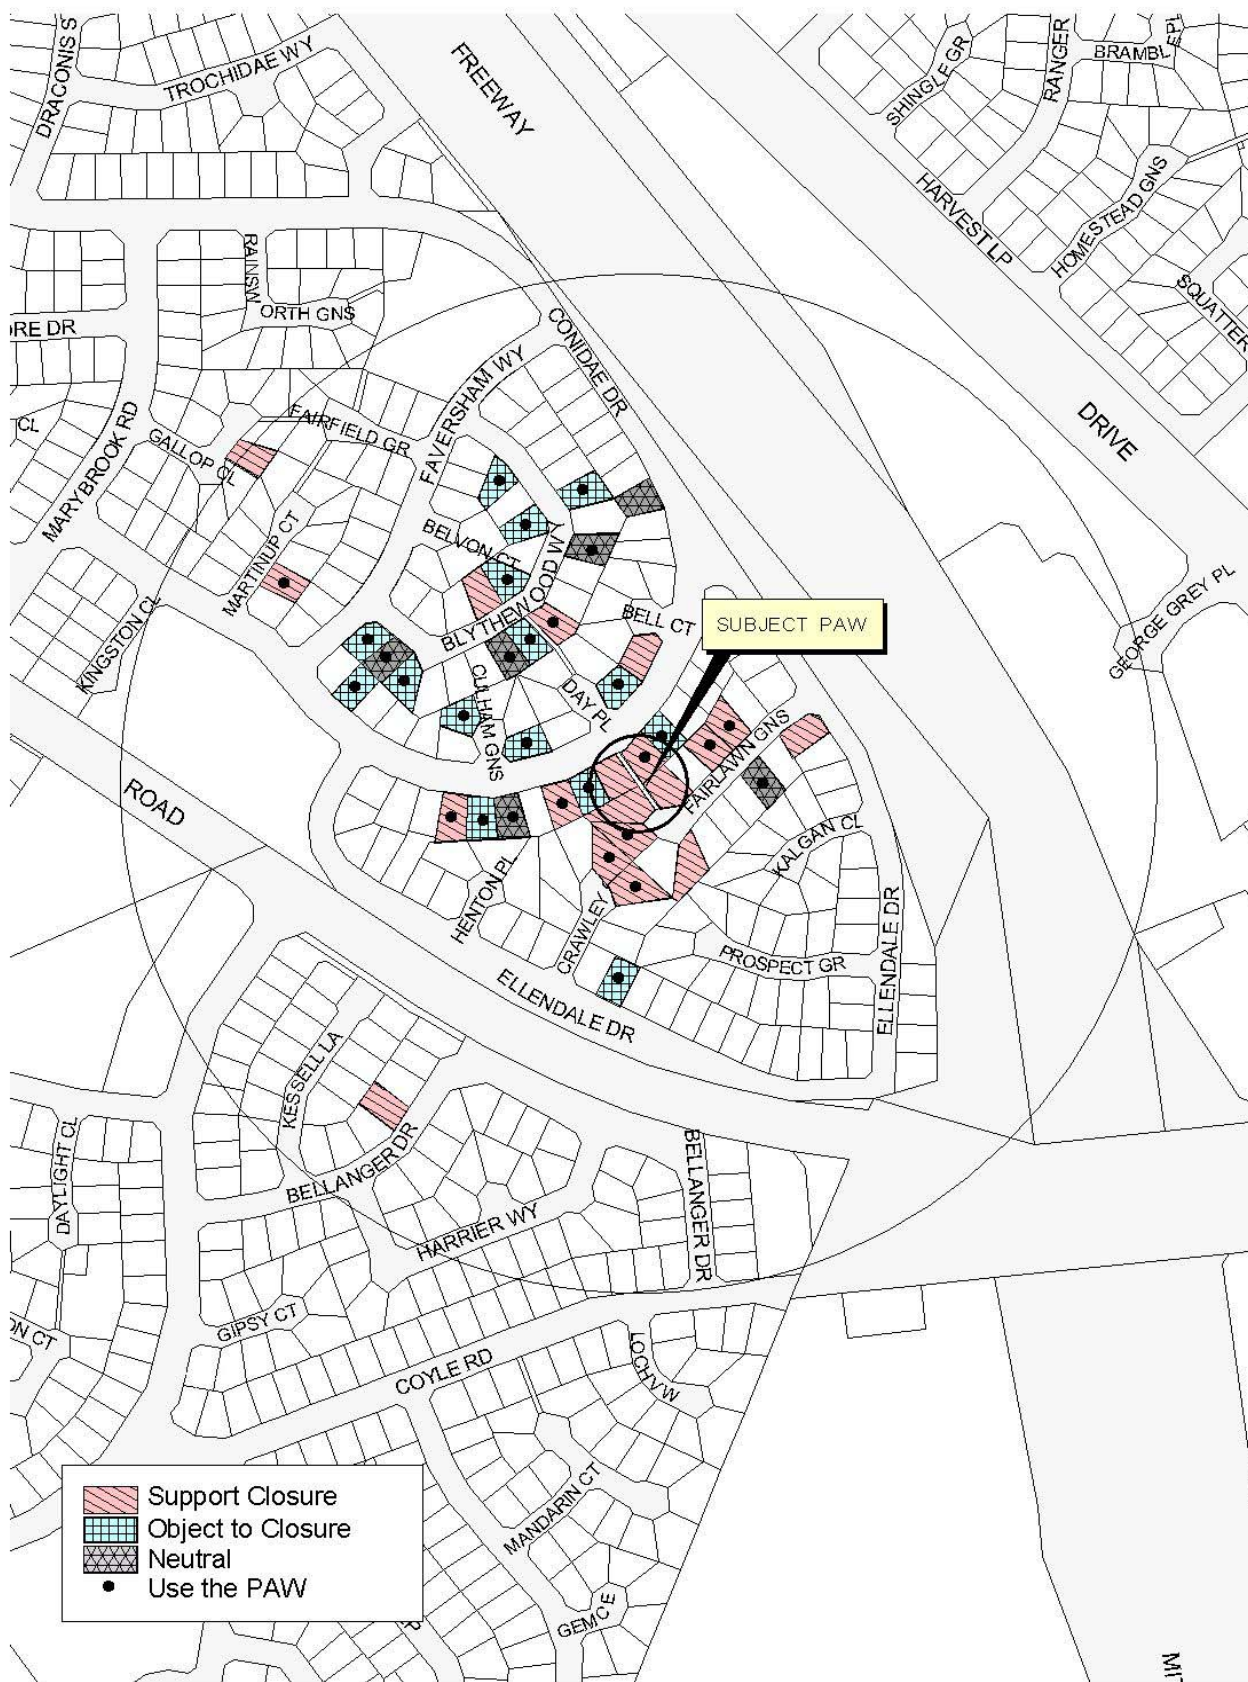 DRACONIS S
TROCHIDAE WY
FREEWAY
SHINGLE GR
RANGER
BRAMBL
EPL
HARVEST LP
HOMESTEAD GNS
SQUATTER
RAINSW
ORTH GNS
RE DR
CONIDAE DR
FAVERSHAM WY
DRIVE
CL
MARYBROOK RD
GALLOP CL
FAIRFIELD GR
MARTINUP CT
BELVON CT
BLYTHEWOOD WY
KINGSTON CL
BELL CT
SUBJECT PAW
GEORGE GREY PL
CULHAM GNS
DAY PL
FAIRLAWN GNS
ROAD
KALGAN CL
HENTON PL
CRAWLEY
PROSPECT GR
ELLENDALE DR
ELLENDALE DR
KESSELL LA
DAYLIGHT CL
BELLANGER DR
BELLANGER DR
HARRIER WY
GIPSY CT
ON CT
COYLE RD
LOCH VW
MANDARIN CT
GEM CE
Support Closure
Object to Closure
Neutral
Use the PAW